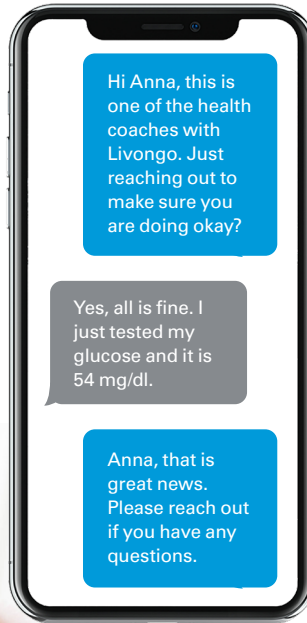 Hi Anna, this is
one of the health
coaches with
Livongo. Just
reaching out to
make sure you
are doing okay?
Yes, all is fine. I
just tested my
glucose and it is
54 mg/dl.
Anna, that is
great news.
Please reach out
if you have any
questions.